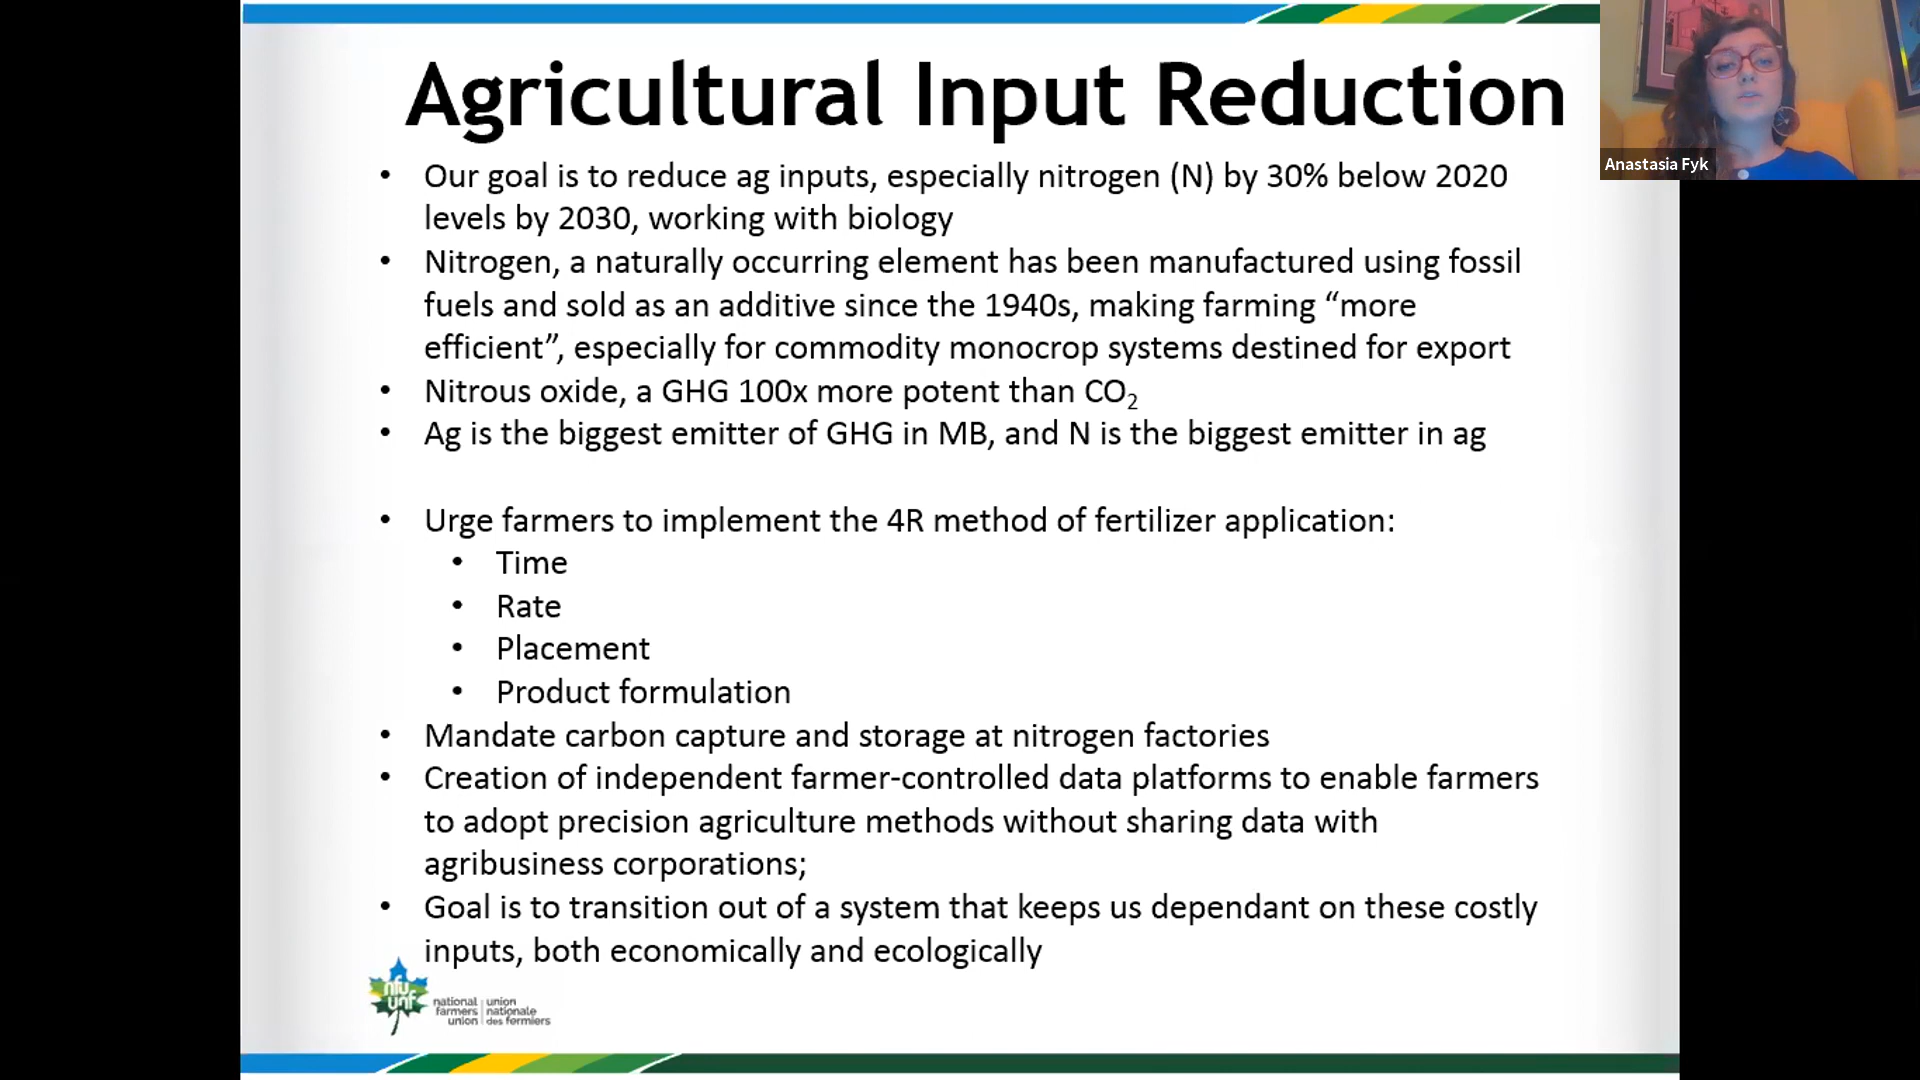 Agricultural Input Reduction
Anastasia Fyk
• Our goal is to reduce ag inputs, especially nitrogen (N) by 30% below 2020
levels by 2030, working with biology
• Nitrogen, a naturally occurring element has been manufactured using fossil
fuels and sold as an additive since the 1940s, making farming “more
efficient”, especially for commodity monocrop systems destined for export
• Nitrous oxide, a GHG 100x more potent than CO₂
• Ag is the biggest emitter of GHG in MB, and N is the biggest emitter in ag
• Urge farmers to implement the 4R method of fertilizer application:
• Time
• Rate
• Placement
• Product formulation
• Mandate carbon capture and storage at nitrogen factories
• Creation of independent farmer-controlled data platforms to enable farmers
to adopt precision agriculture methods without sharing data with
agribusiness corporations;
• Goal is to transition out of a system that keeps us dependant on these costly
inputs, both economically and ecologically
nfu
unf
national | union
farmers | nationale
union | des fermiers